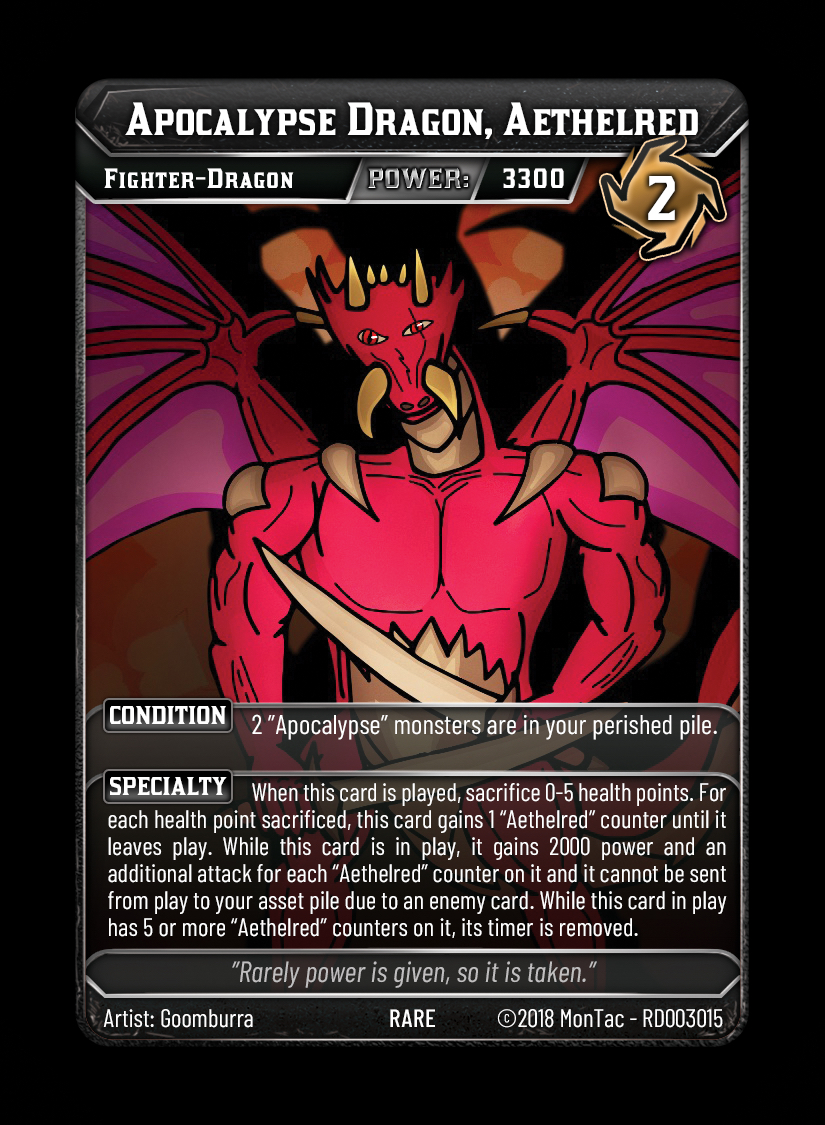 Apocalypse Dragon, Aethelred
Fighter-Dragon POWER: 3300
2
CONDITION 2 "Apocalypse" monsters are in your perished pile.
SPECIALTY When this card is played, sacrifice 0-5 health points. For
each health point sacrificed, this card gains 1 "Aethelred" counter until it
leaves play. While this card is in play, it gains 2000 power and an
additional attack for each "Aethelred" counter on it and it cannot be sent
from play to your asset pile due to an enemy card. While this card in play
has 5 or more "Aethelred" counters on it, its timer is removed.
"Rarely power is given, so it is taken."
Artist: Goomburra RARE ©2018 MonTac - RD003015